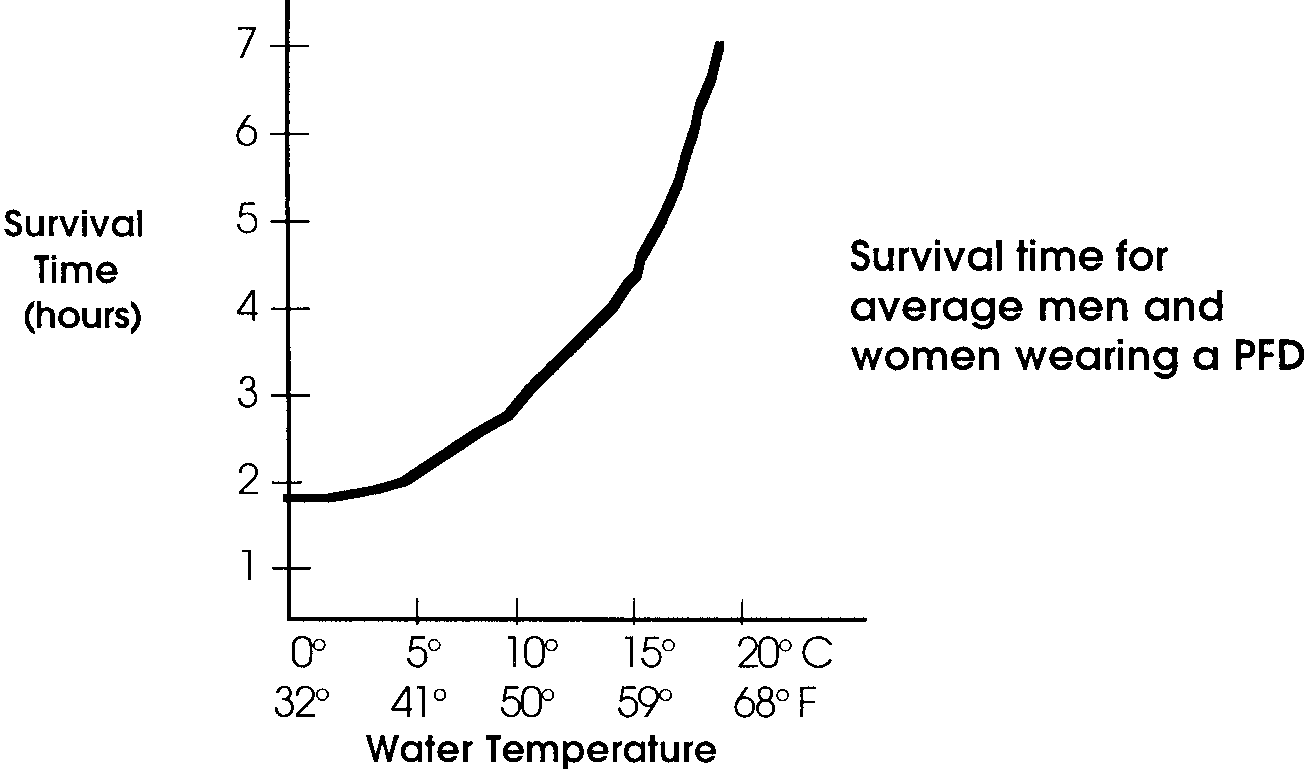 7
6
5
4
3
2
1
Survival
Time
(hours)
Survival time for
average men and
women wearing a PFD
0° 5° 10° 15° 20° C
32° 41° 50° 59° 68° F
Water Temperature